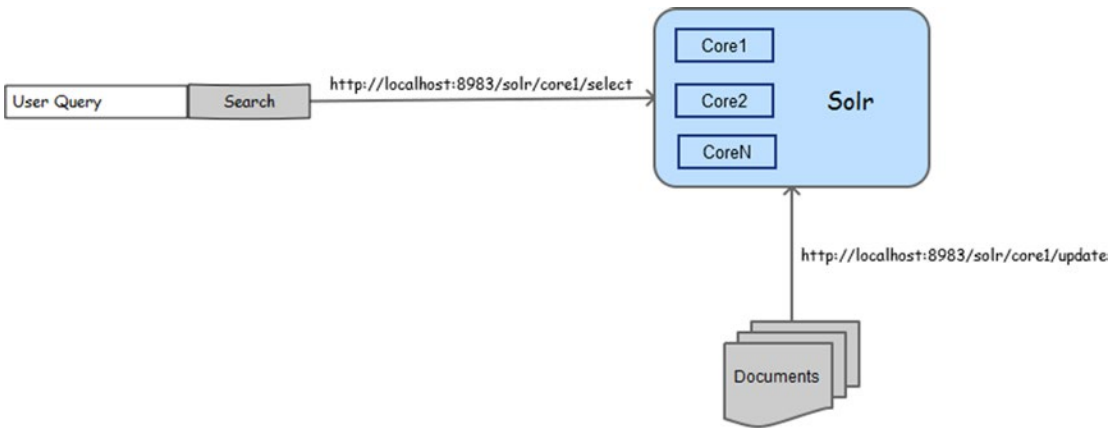 Core1
http://localhost:8983/solr/core1/select
User Query
Search
Core2
Solr
CoreN
http://localhost:8983/solr/core1/update
Documents